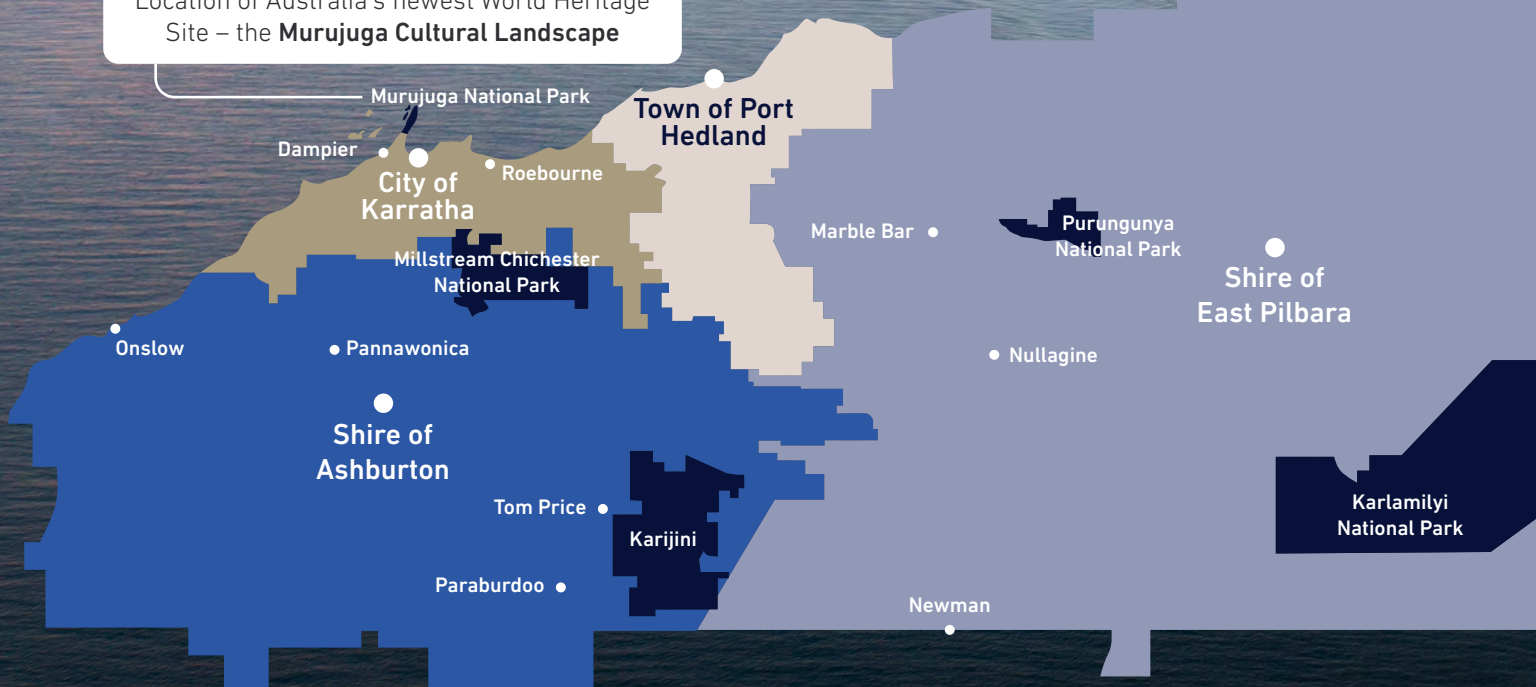 Location of Australia's newest World Heritage
Site – the Murujuga Cultural Landscape
Murujuga National Park
Town of Port
Hedland
Dampier
City of
Karratha
Roebourne
Marble Bar
Purungunya
National Park
Millstream Chichester
National Park
Shire of
East Pilbara
Onslow
Pannawonica
Nullagine
Shire of
Ashburton
Tom Price
Karijini
Karlamilyi
National Park
Paraburdoo
Newman